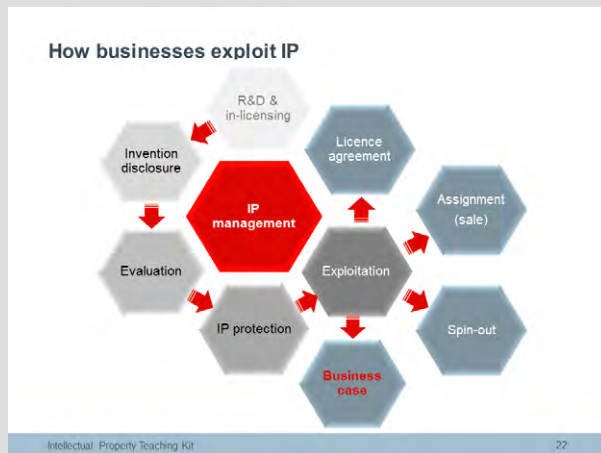 How businesses exploit IP
R&D &
in-licensing
Invention
disclosure
Licence
agreement
IP
management
Assignment
(sale)
Evaluation
Exploitation
IP protection
Spin-out
Business
case
Intellectual Property Teaching Kit
22